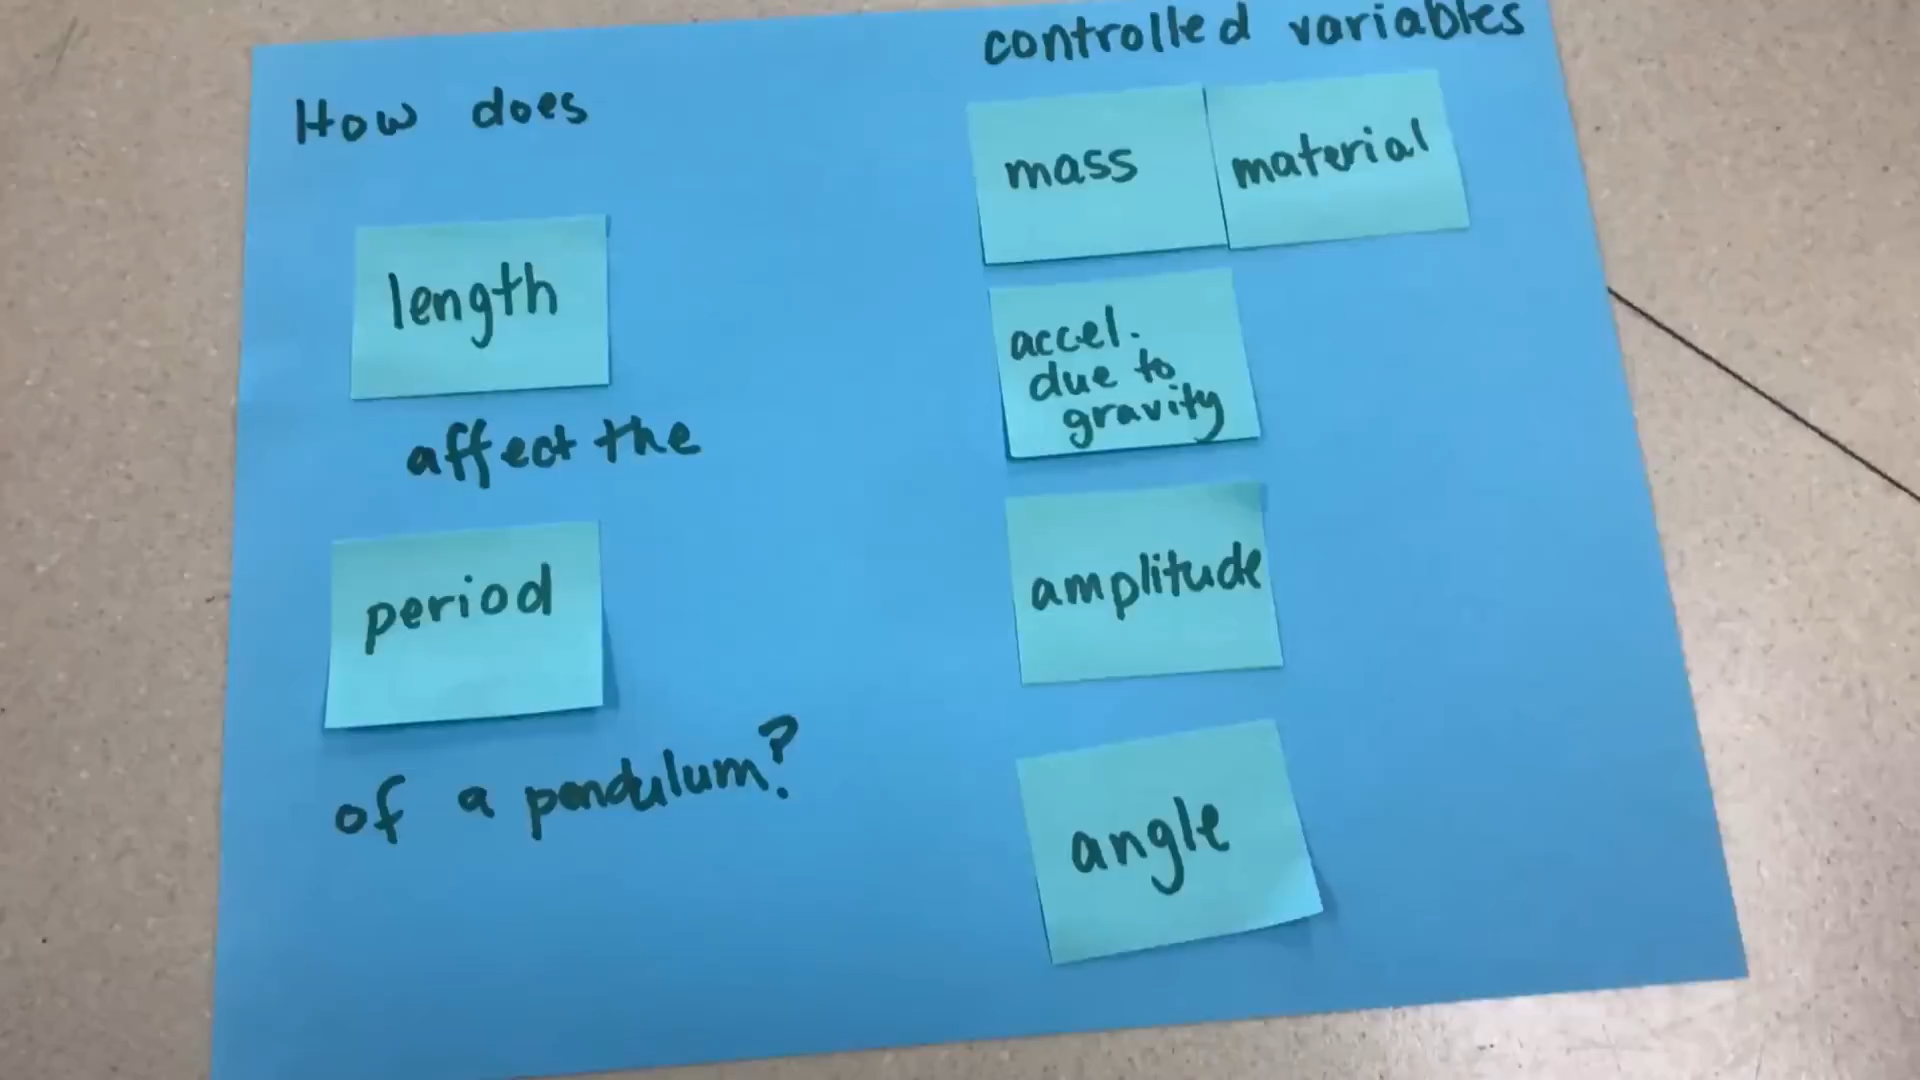 How does
length
affect the
period
of a pendulum?
controlled variables
mass
material
accel.
due to
gravity
amplitude
angle